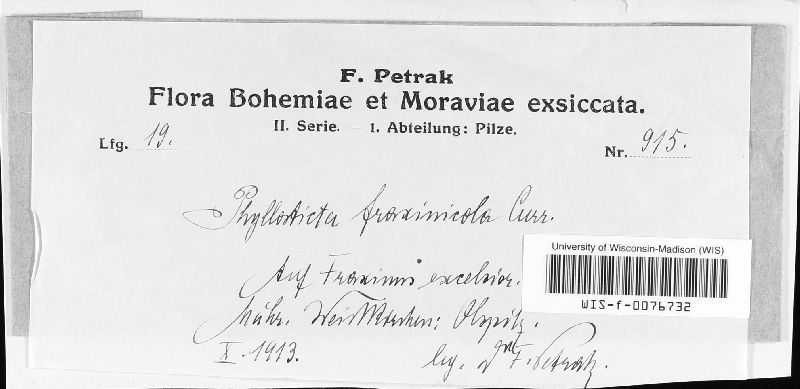 F. Petrak
Flora Bohemiae et Moraviae exsiccata.
II. Serie. — 1. Abteilung: Pilze.
Lfg. 19.
Nr. 915.
Phyllosticta fraxinicola Curr.
Auf Fraxinus excelsior.
Mähr. Weisskirchen: Olspitz.
X. 1913.
leg. F. Petrak.
University of Wisconsin-Madison (WIS)
WIS-f-0076732